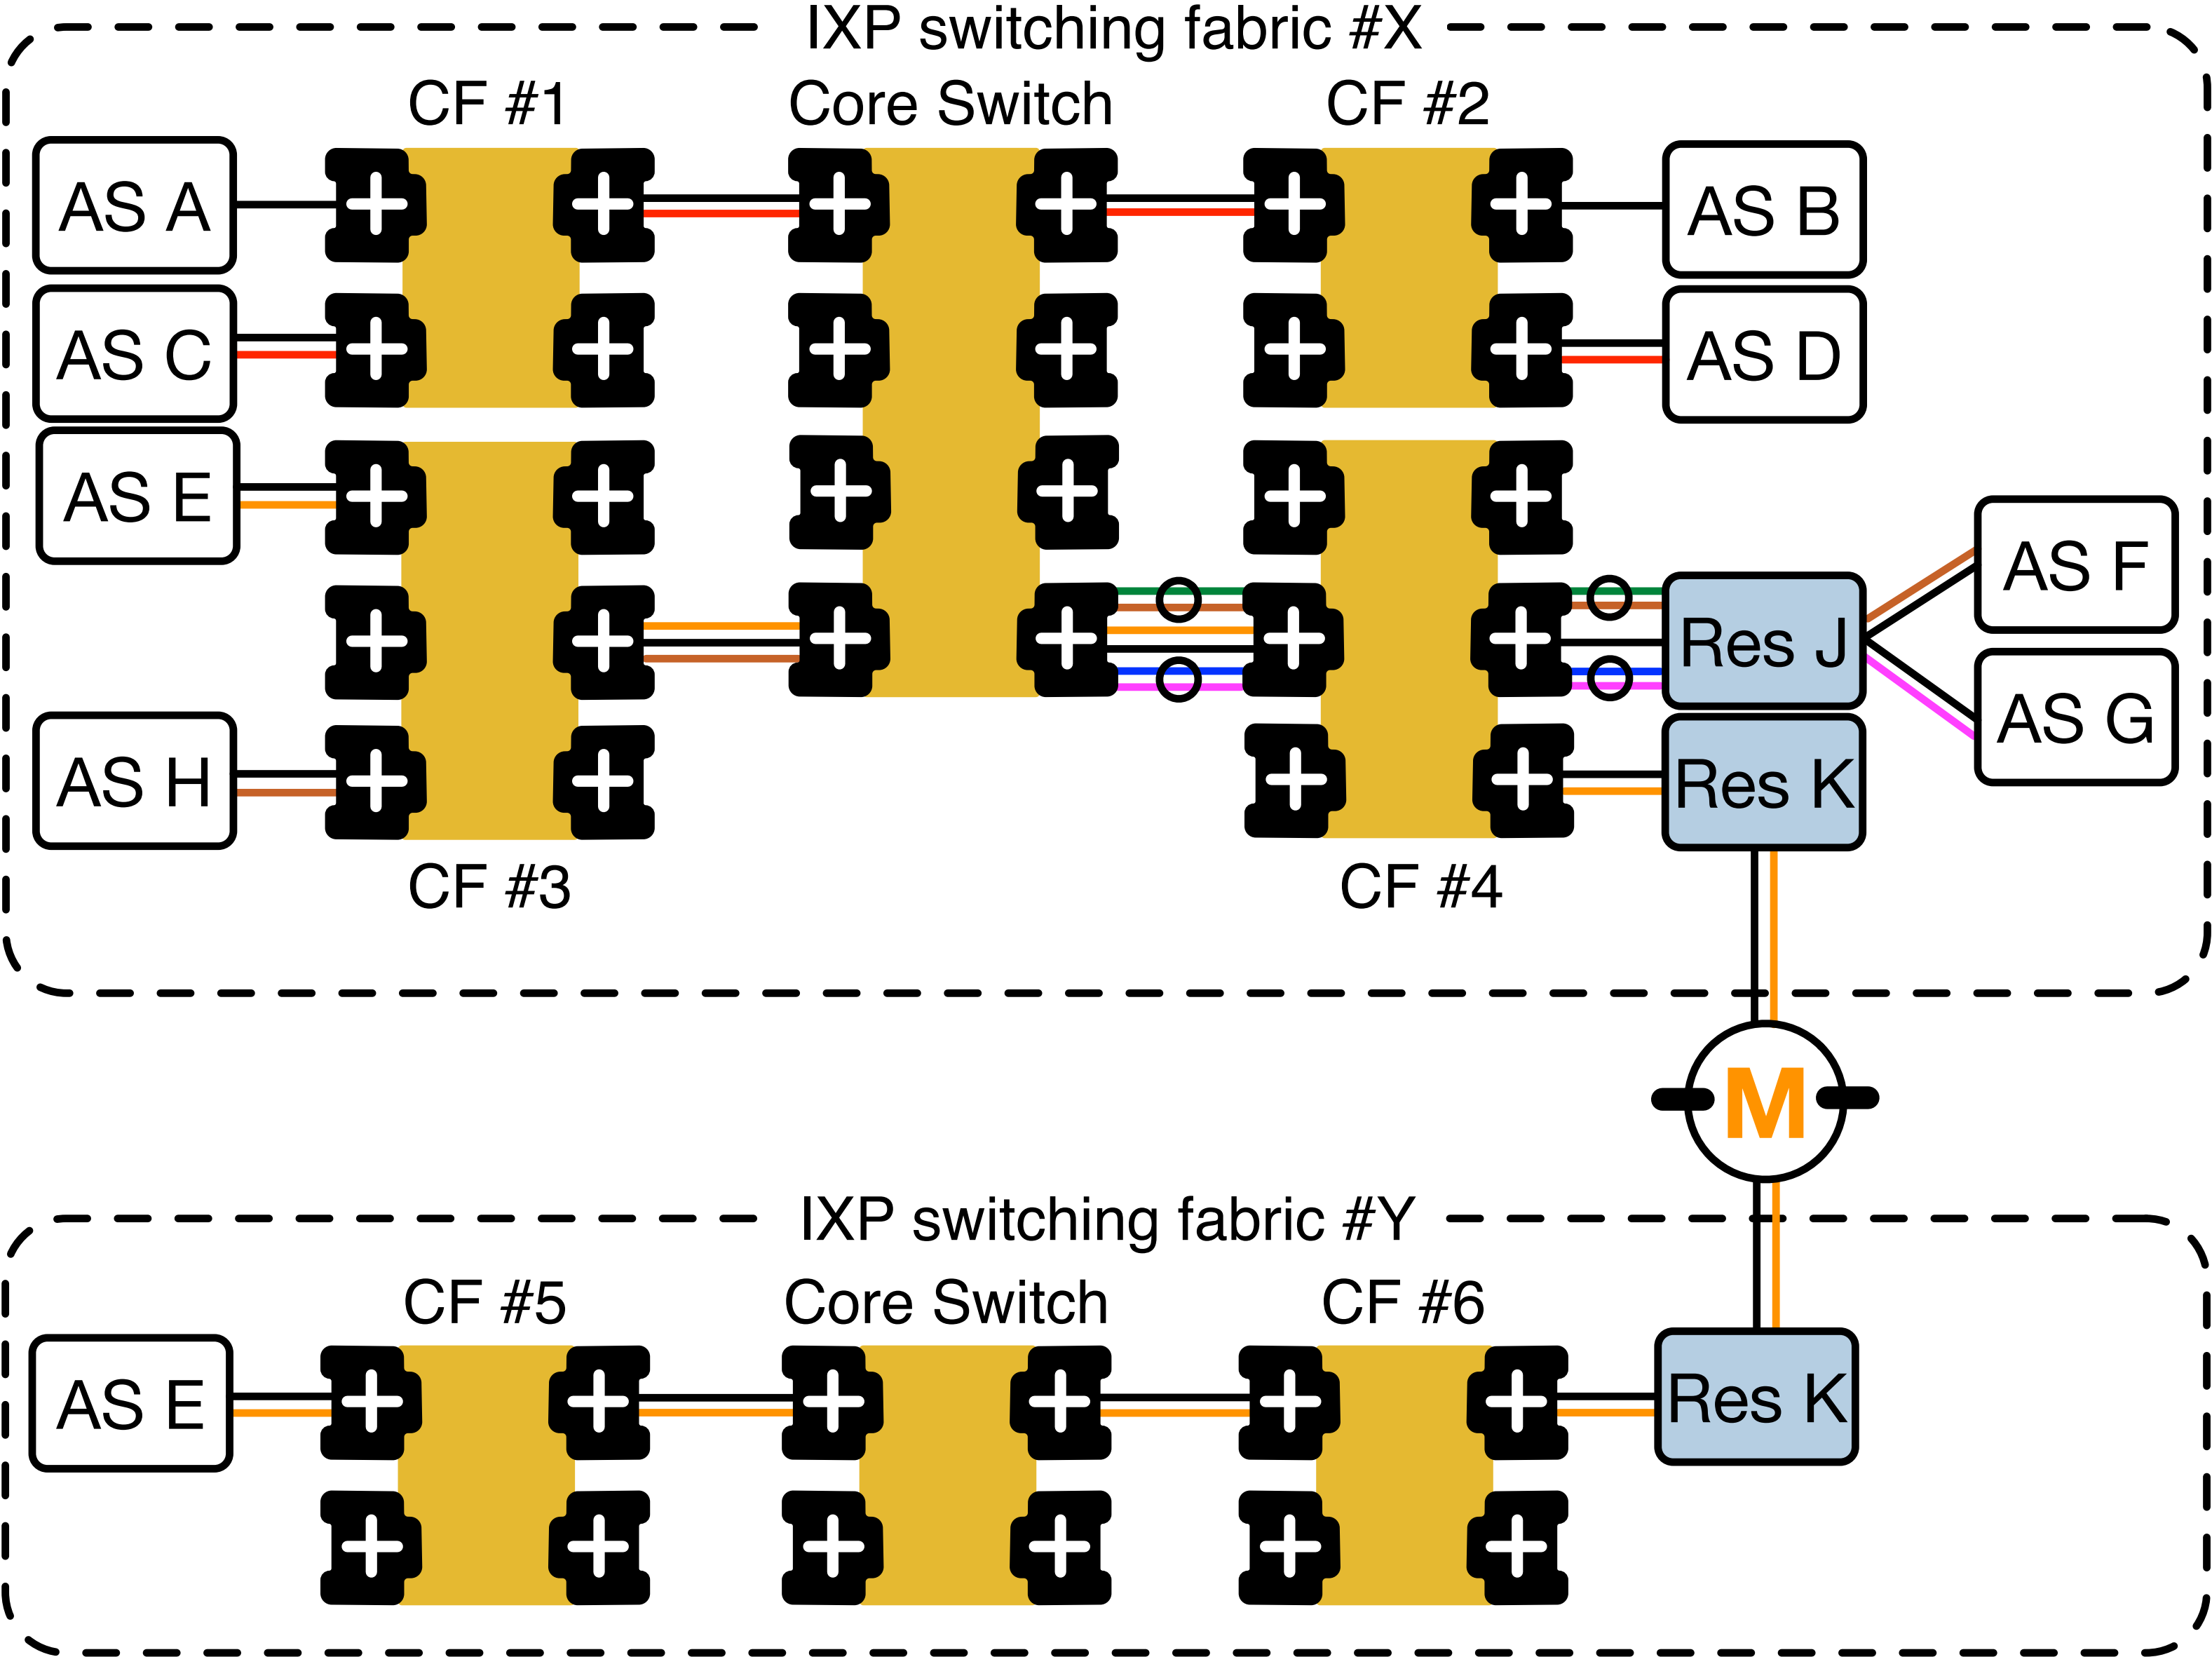 IXP switching fabric #X
CF #1
Core Switch
CF #2
AS A
AS B
AS C
AS D
AS E
AS F
Res J
AS G
AS H
Res K
CF #3
CF #4
M
IXP switching fabric #Y
CF #5
Core Switch
CF #6
AS E
Res K